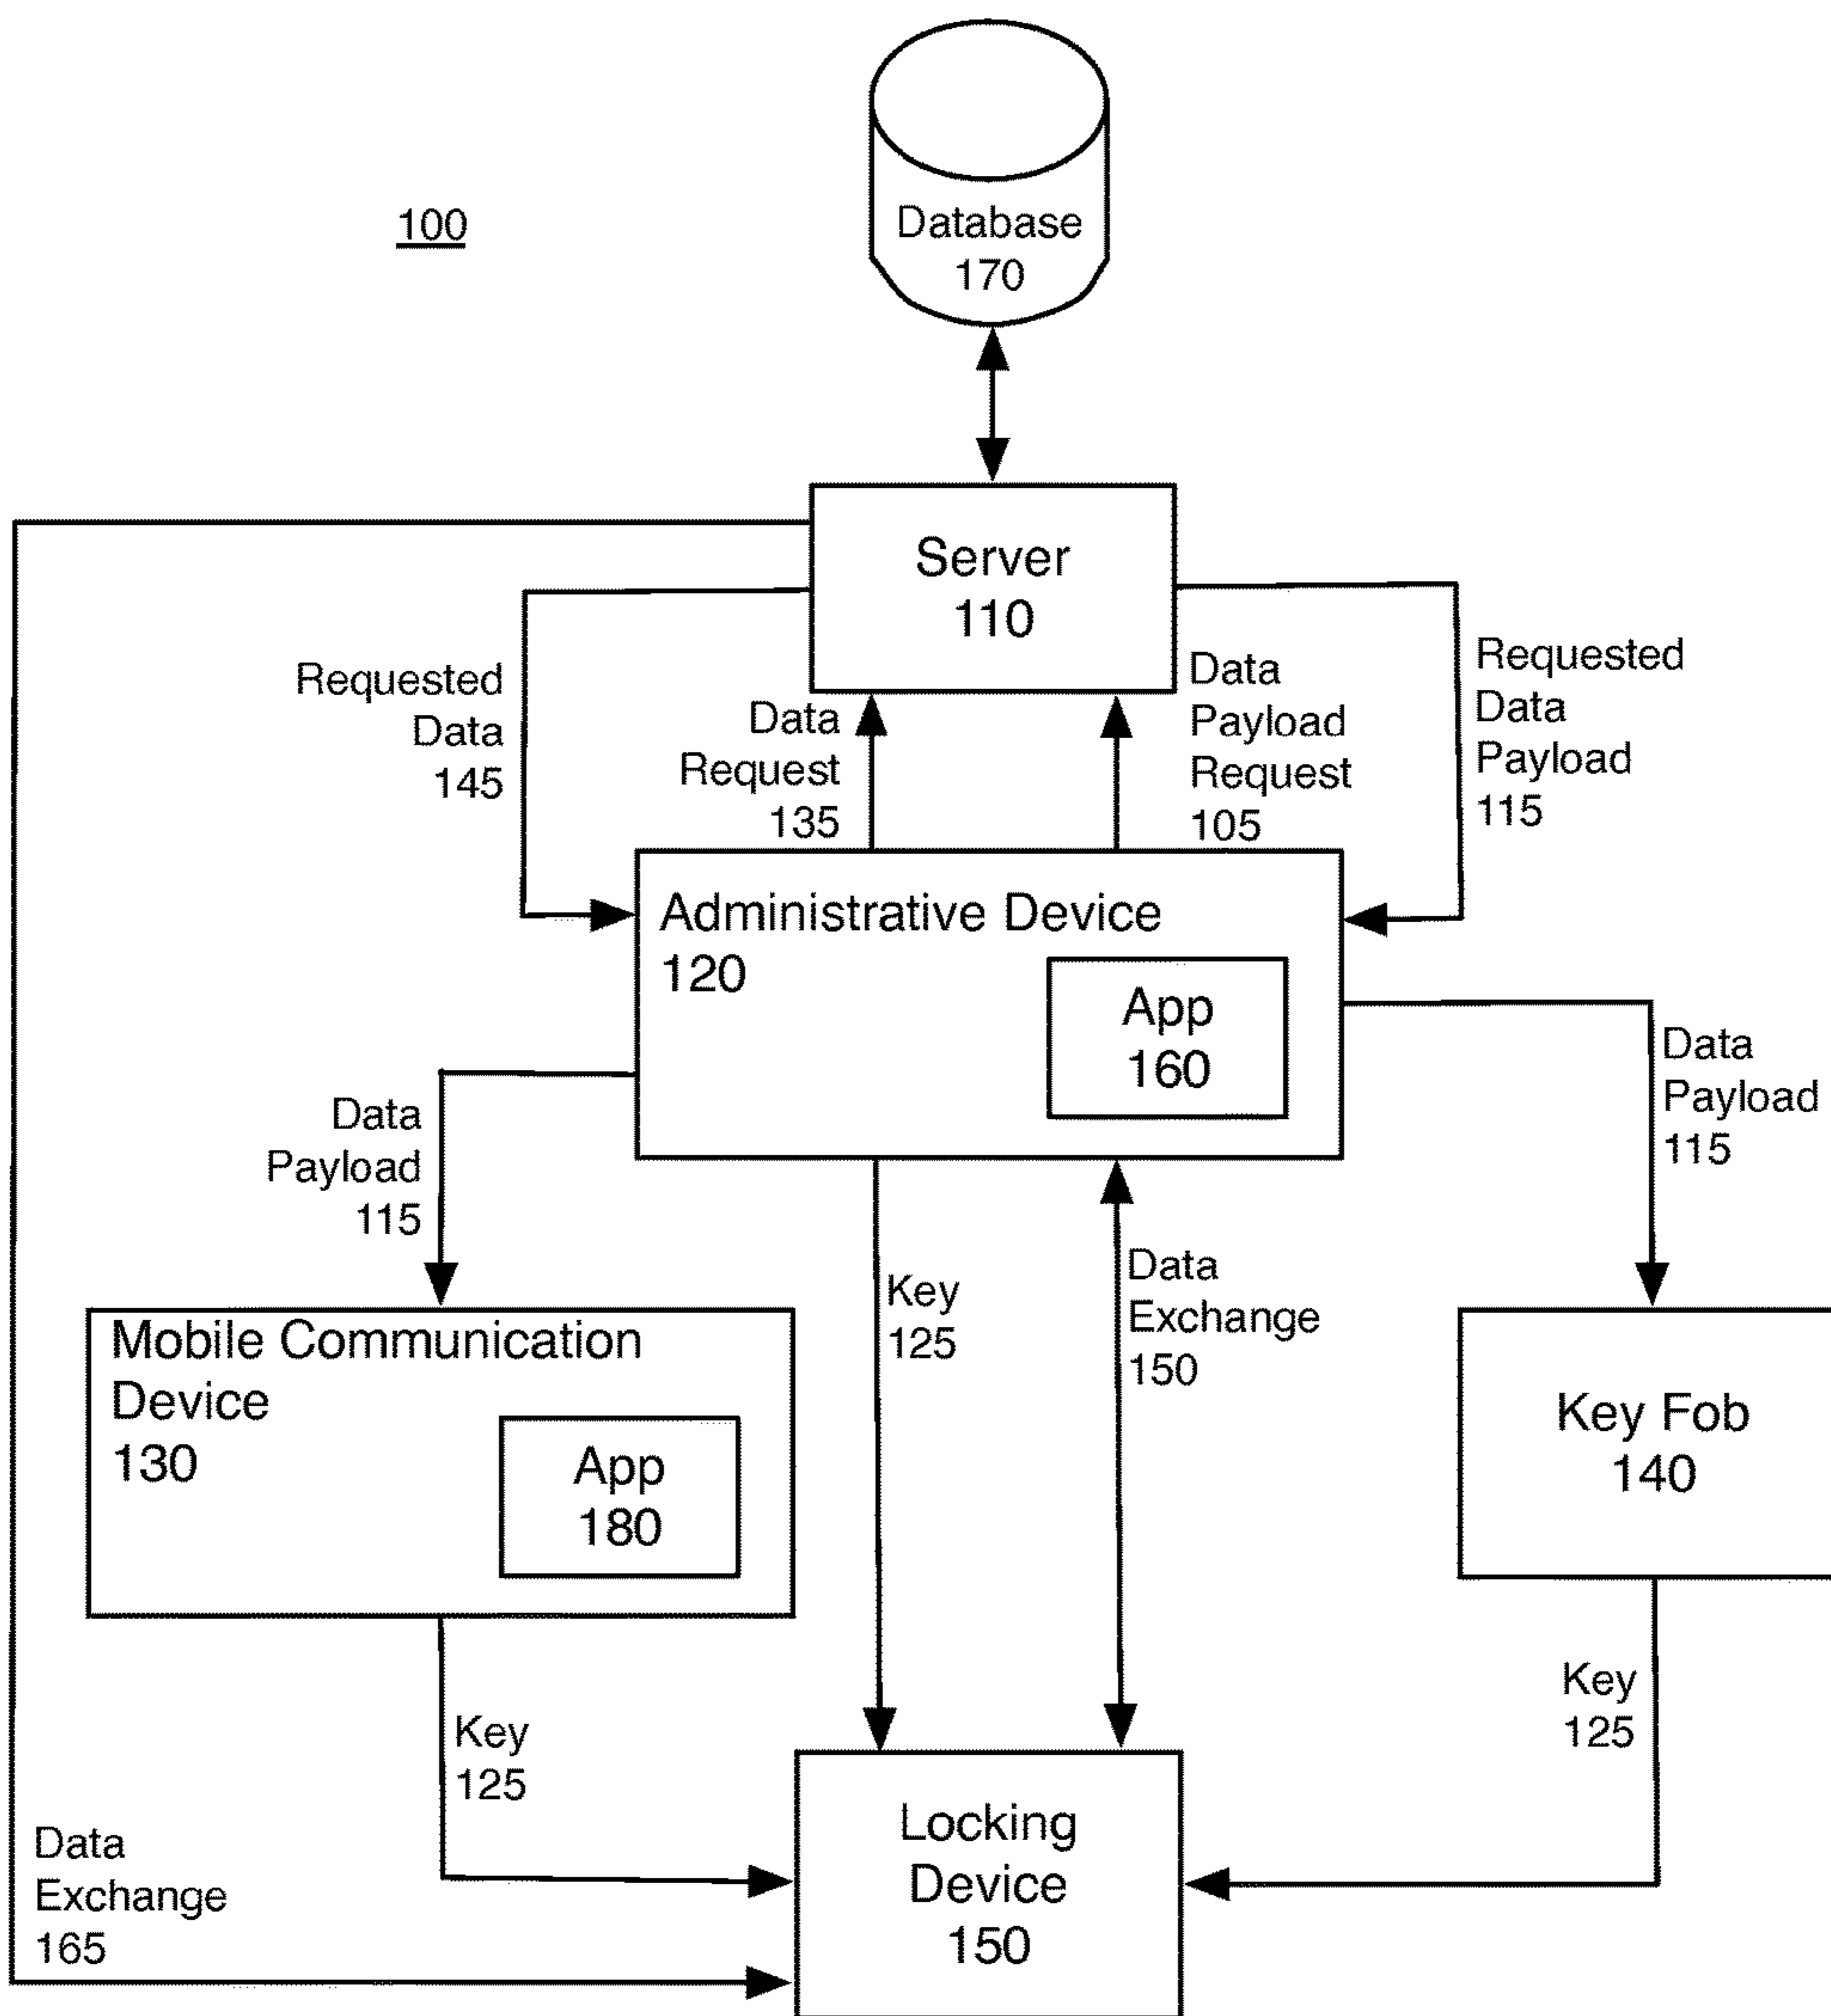 100
Database
170
Server
110
Requested
Data
145
Data
Request
135
Data
Payload
Request
105
Requested
Data
Payload
115
Administrative Device
120
App
160
Data
Payload
115
Data
Payload
115
Key
125
Data
Exchange
150
Mobile Communication
Device
130
App
180
Key Fob
140
Key
125
Key
125
Data
Exchange
165
Locking
Device
150